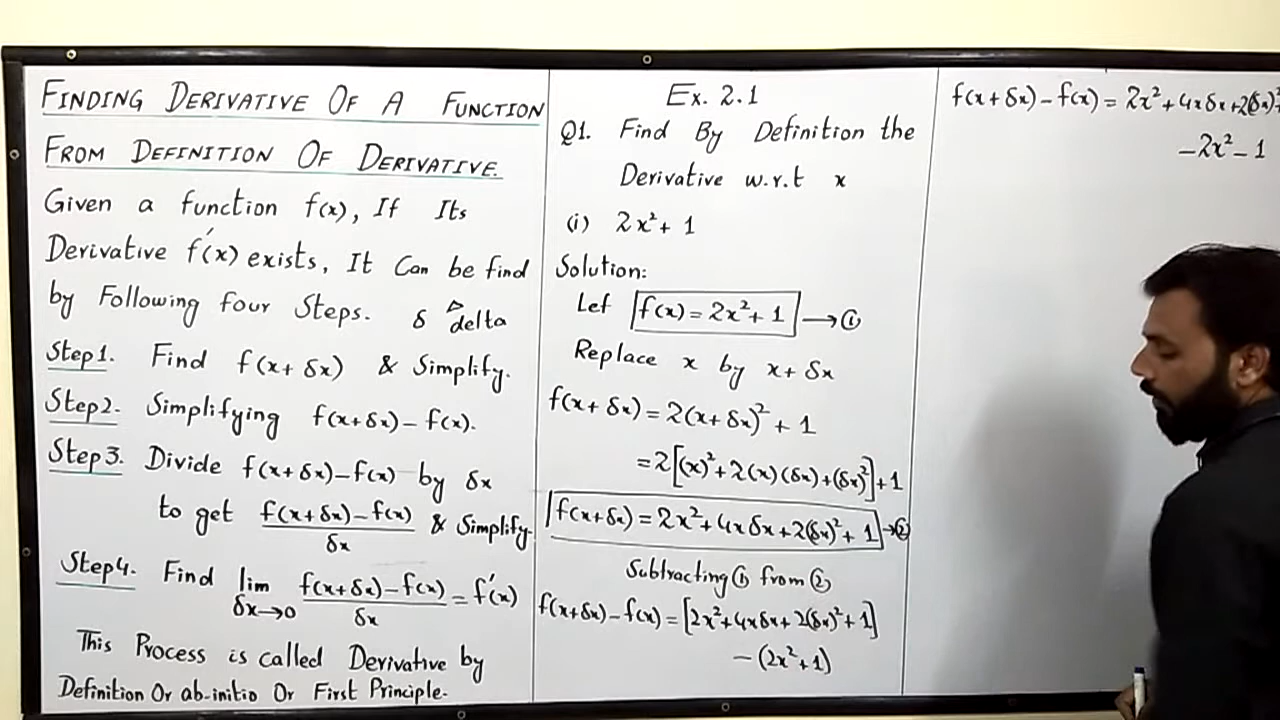 FINDING DERIVATIVE OF A FUNCTION
FROM DEFINITION OF DERIVATIVE.
Given a function f(x), If Its
Derivative f′(x) exists, It Can be find
by Following four Steps. δ △ delta
Step1. Find f(x+δx) & Simplify.
Step2. Simplifying f(x+δx)-f(x).
Step3. Divide f(x+δx)-f(x) by δx
to get f(x+δx)-f(x)/δx & Simplify.
Step4. Find lim δx→0 f(x+δx)-f(x)/δx = f′(x)
This Process is called Derivative by
Definition Or ab-initio Or First Principle.
Ex. 2.1
Q1. Find By Definition the
Derivative w.r.t x
(i) 2x²+1
Solution:
Let f(x)=2x²+1 →①
Replace x by x+δx
f(x+δx)=2(x+δx)²+1
=2[(x)²+2(x)(δx)+(δx)²]+1
f(x+δx)=2x²+4xδx+2(δx)²+1 →②
Subtracting ① from ②
f(x+δx)-f(x)=[2x²+4xδx+2(δx)²+1]
-(2x²+1)
f(x+δx)-f(x)=2x²+4xδx+2(δx)²+
-2x²-1